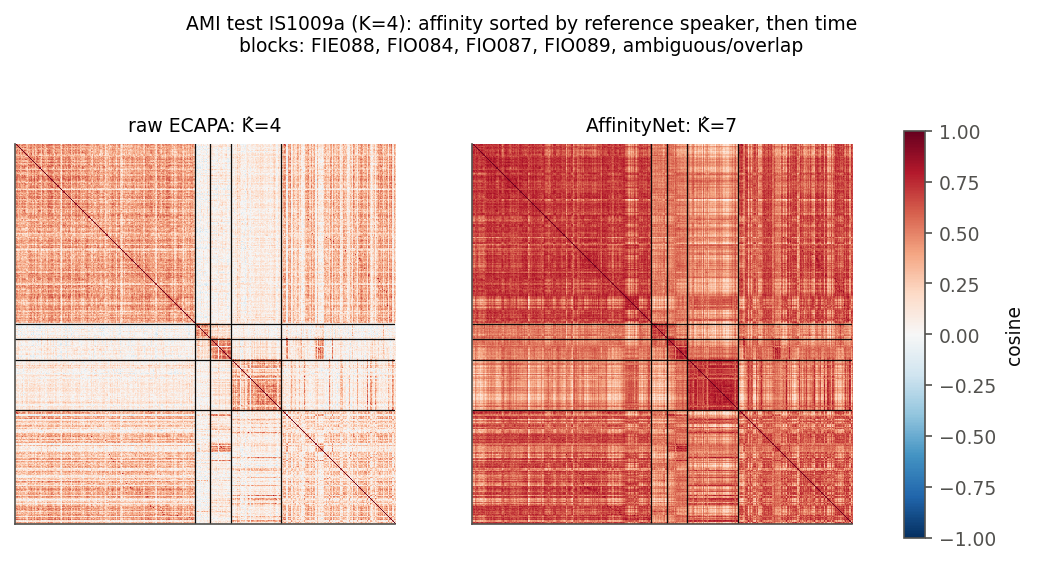 AMI test IS1009a (K=4): affinity sorted by reference speaker, then time
blocks: FIE088, FIO084, FIO087, FIO089, ambiguous/overlap
raw ECAPA: K̂=4
AffinityNet: K̂=7
1.00
0.75
0.50
0.25
0.00
−0.25
−0.50
−0.75
−1.00
cosine